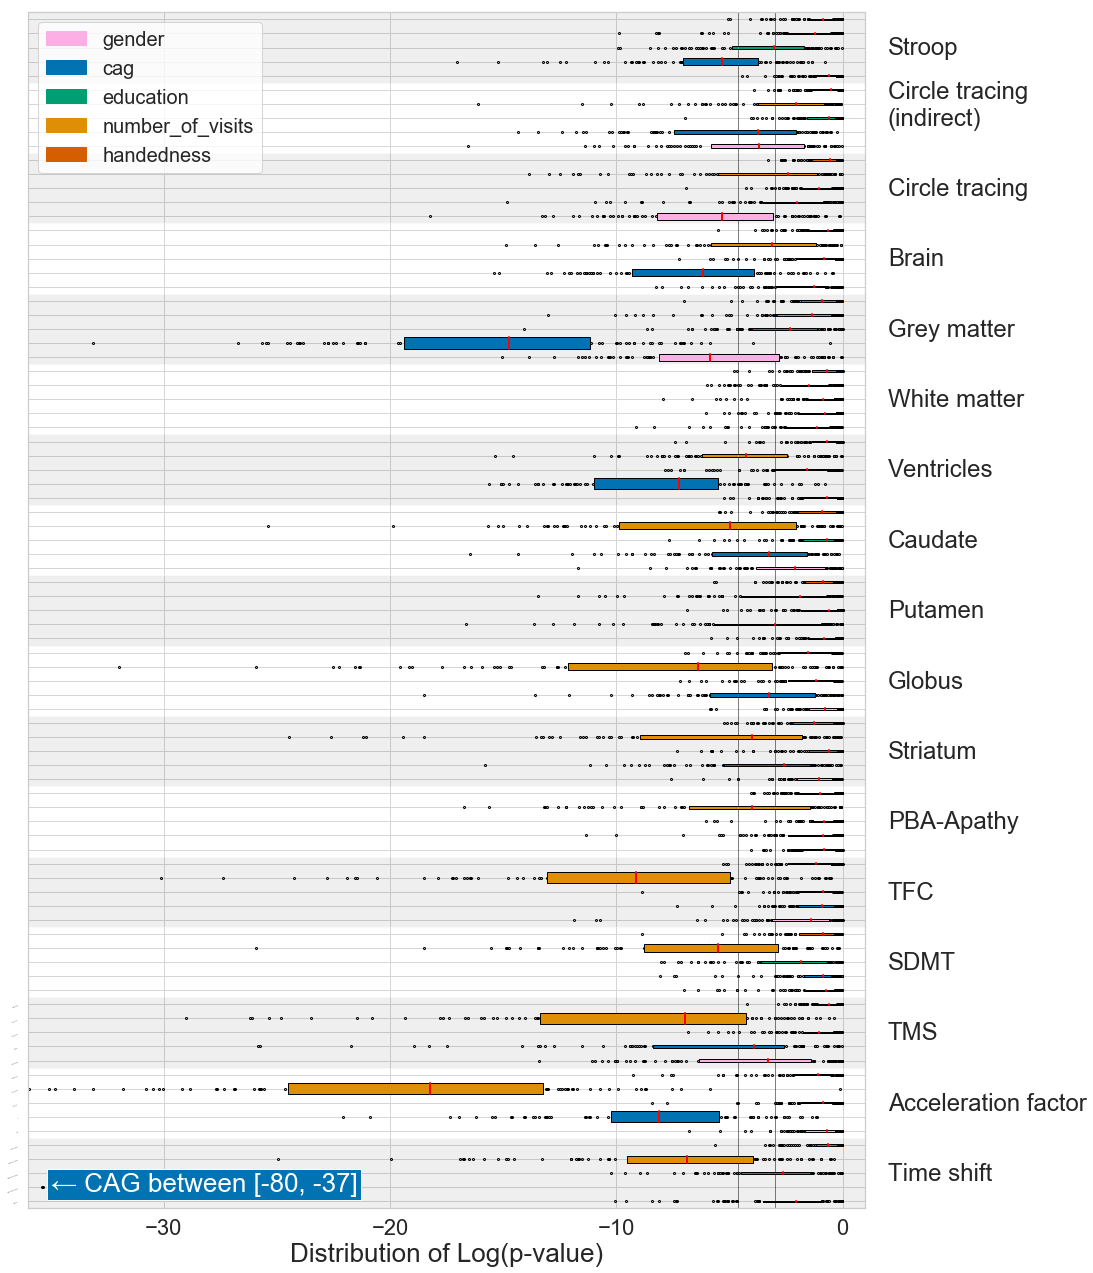 gender
cag
education
number_of_visits
handedness
Stroop
Circle tracing
(indirect)
Circle tracing
Brain
Grey matter
White matter
Ventricles
Caudate
Putamen
Globus
Striatum
PBA-Apathy
TFC
SDMT
TMS
Acceleration factor
Time shift
← CAG between [-80, -37]
−30 −20 −10 0
Distribution of Log(p-value)